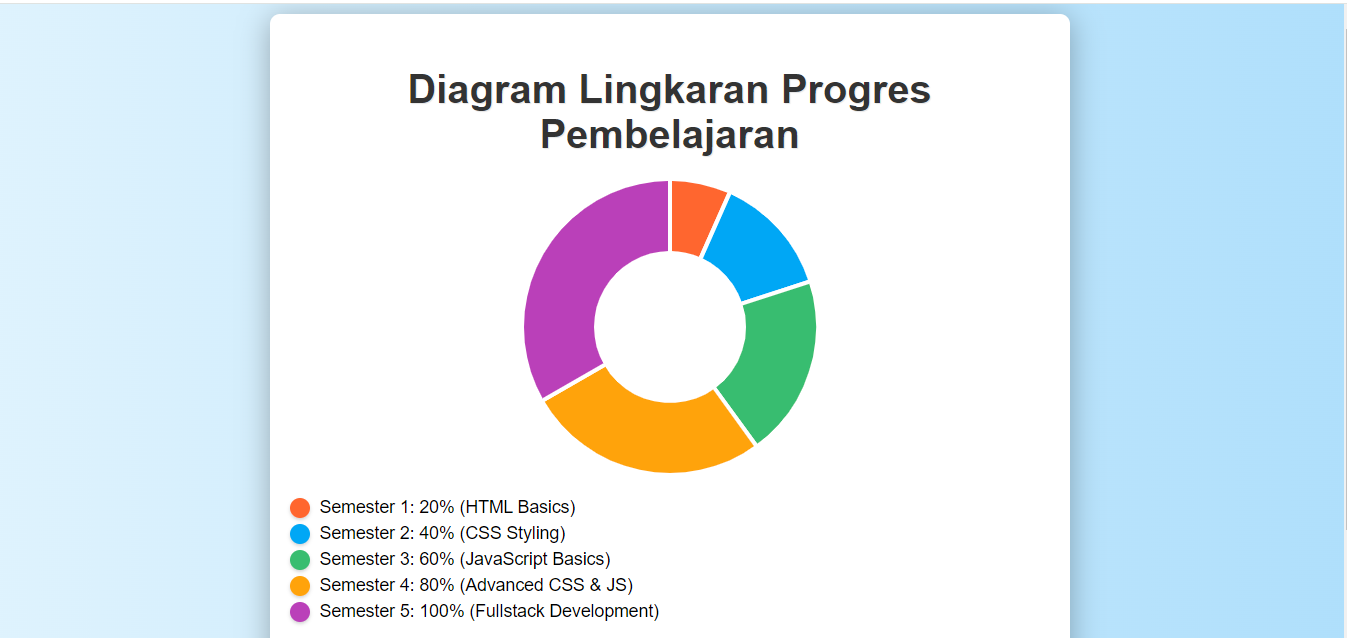 Diagram Lingkaran Progres
Pembelajaran
Semester 1: 20% (HTML Basics)
Semester 2: 40% (CSS Styling)
Semester 3: 60% (JavaScript Basics)
Semester 4: 80% (Advanced CSS & JS)
Semester 5: 100% (Fullstack Development)